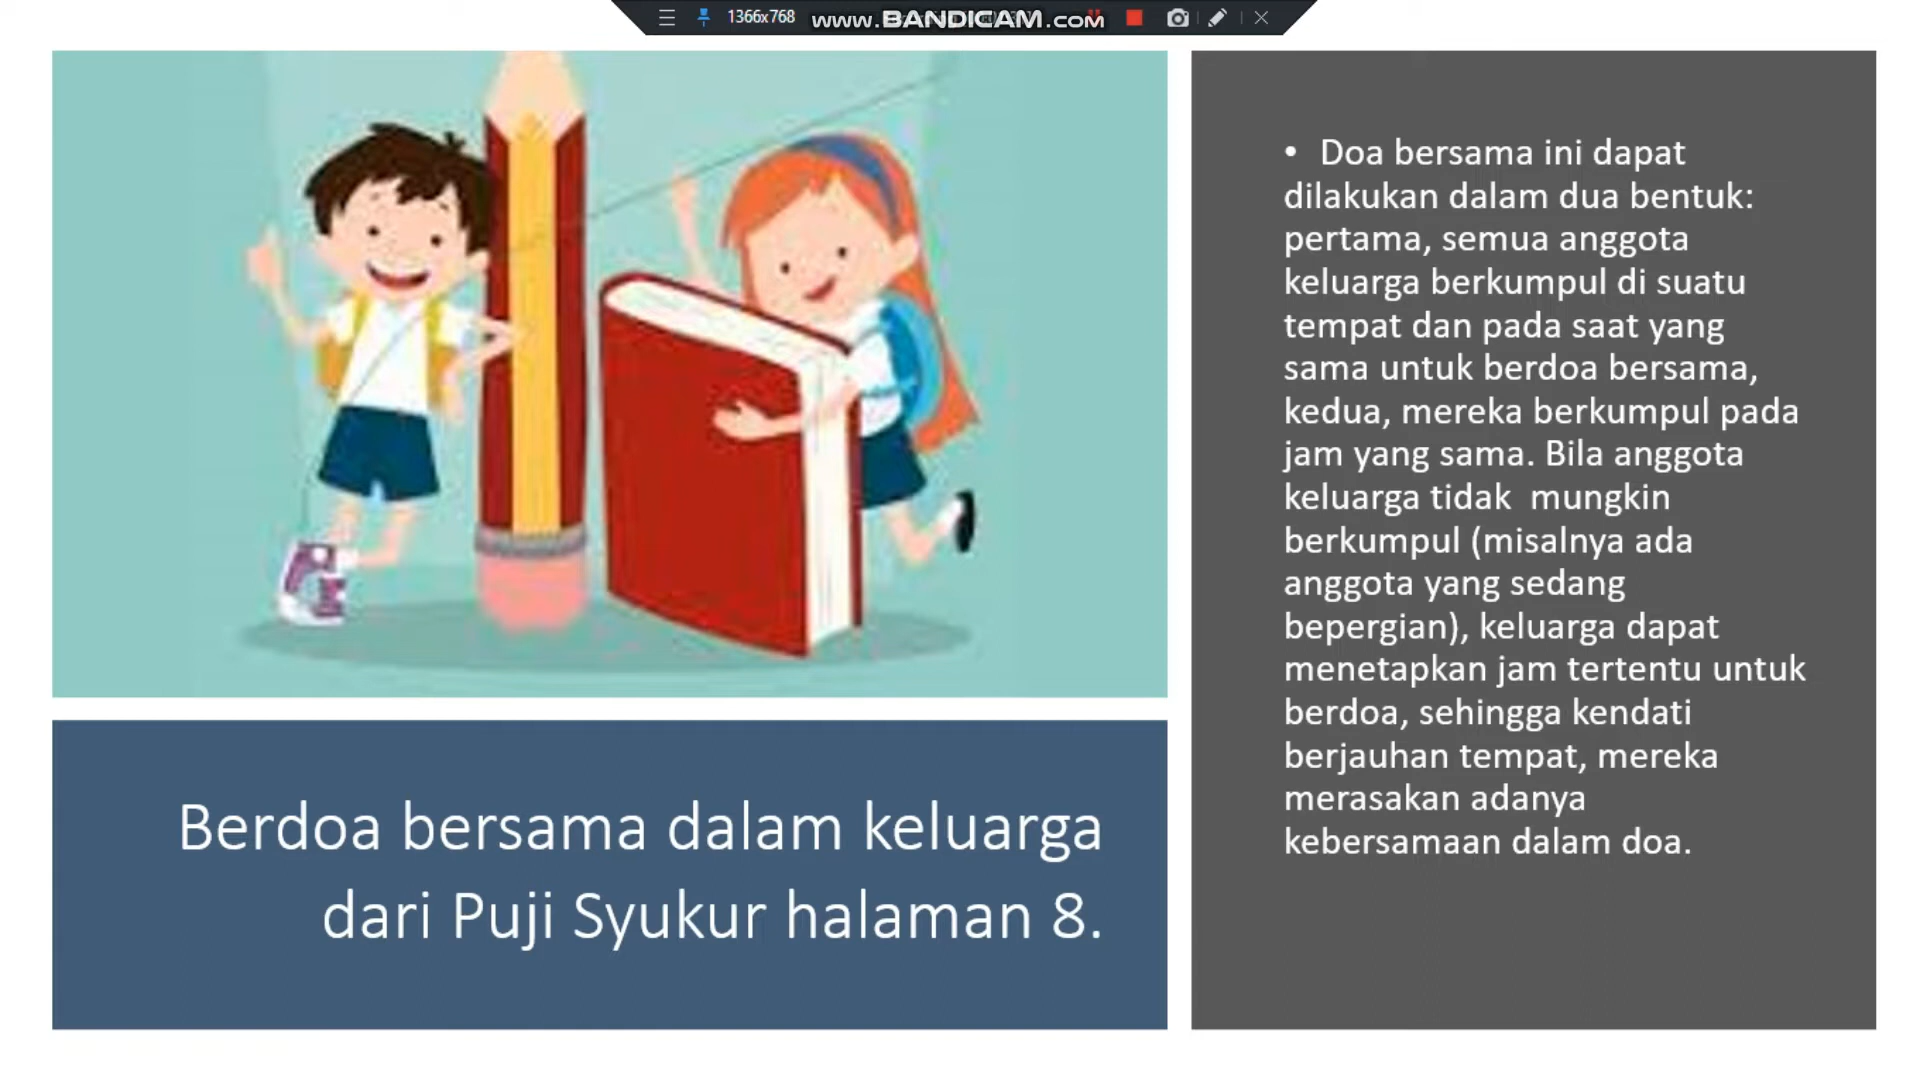 1366x768
www.BANDICAM.com
• Doa bersama ini dapat
dilakukan dalam dua bentuk:
pertama, semua anggota
keluarga berkumpul di suatu
tempat dan pada saat yang
sama untuk berdoa bersama,
kedua, mereka berkumpul pada
jam yang sama. Bila anggota
keluarga tidak mungkin
berkumpul (misalnya ada
anggota yang sedang
bepergian), keluarga dapat
menetapkan jam tertentu untuk
berdoa, sehingga kendati
berjauhan tempat, mereka
merasakan adanya
kebersamaan dalam doa.
Berdoa bersama dalam keluarga
dari Puji Syukur halaman 8.